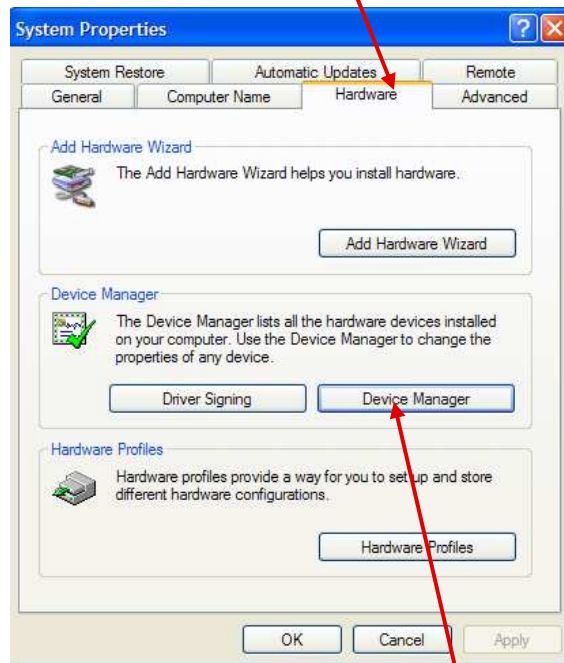 System Properties
System Restore Automatic Updates Remote
General Computer Name Hardware Advanced
Add Hardware Wizard
The Add Hardware Wizard helps you install hardware.
Add Hardware Wizard
Device Manager
The Device Manager lists all the hardware devices installed
on your computer. Use the Device Manager to change the
properties of any device.
Driver Signing Device Manager
Hardware Profiles
Hardware profiles provide a way for you to set up and store
different hardware configurations.
Hardware Profiles
OK Cancel Apply